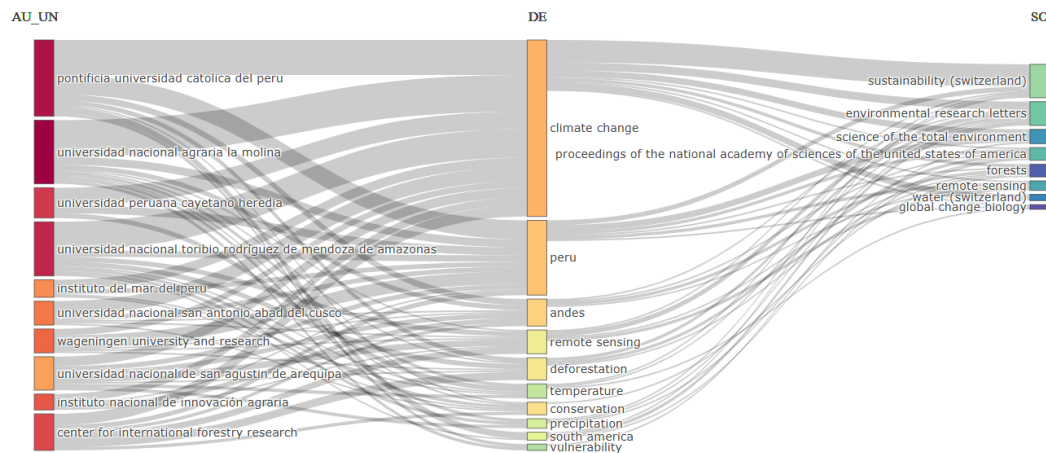 AU_UN
DE
SO
pontificia universidad catolica del peru
universidad nacional agraria la molina
universidad peruana cayetano heredia
universidad nacional toribio rodríguez de mendoza de amazonas
instituto del mar del peru
universidad nacional san antonio abad del cusco
wageningen university and research
universidad nacional de san agustin de arequipa
instituto nacional de innovación agraria
center for international forestry research
climate change
peru
andes
remote sensing
deforestation
temperature
conservation
precipitation
south america
vulnerability
sustainability (switzerland)
environmental research letters
science of the total environment
proceedings of the national academy of sciences of the united states of america
forests
remote sensing
water (switzerland)
global change biology